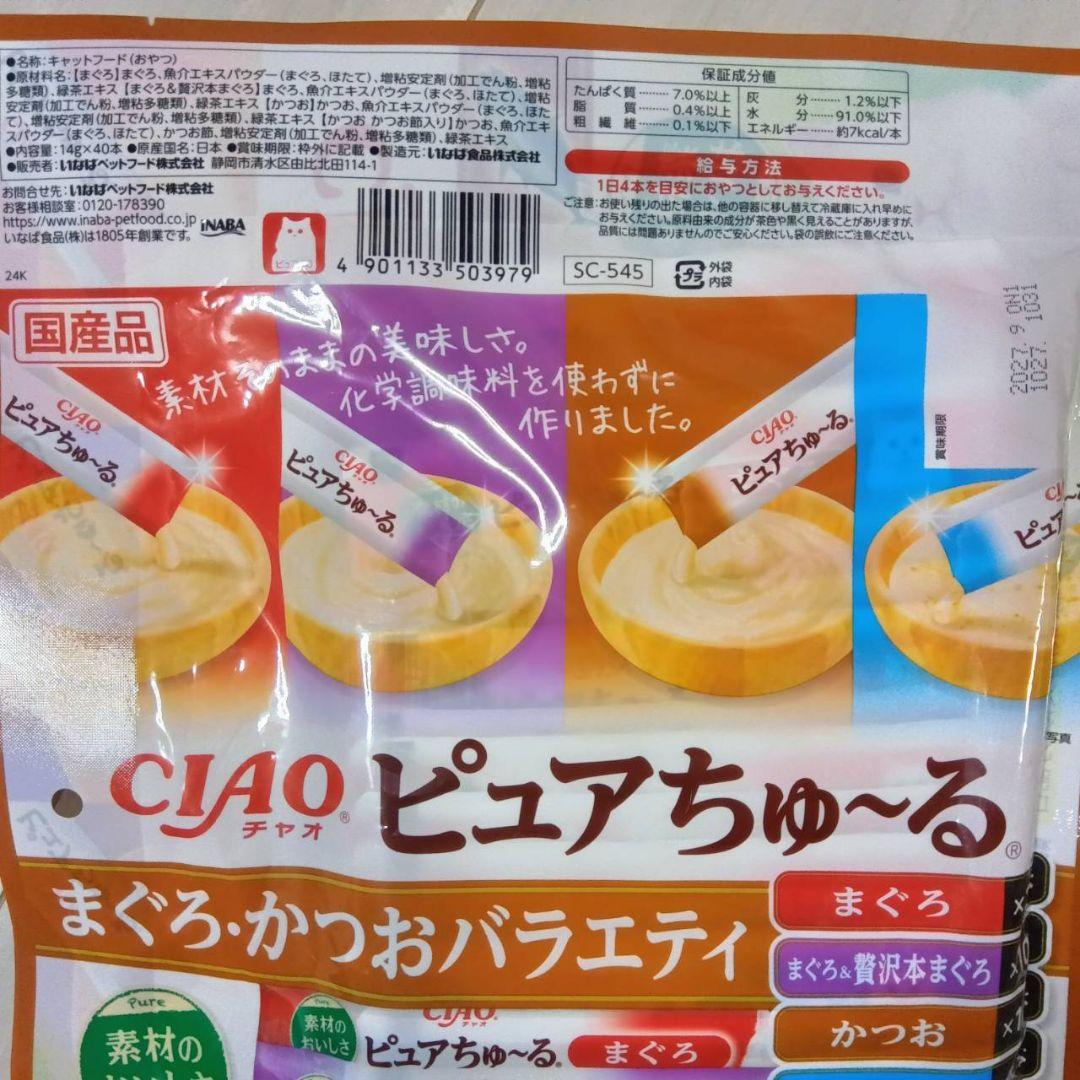 ●名称:キャットフード(おやつ)
●原材料名:【まぐろ】まぐろ、魚介エキスパウダー(まぐろ、ほたて)、増粘安定剤(加工でん粉、増粘
多糖類)、緑茶エキス【まぐろ&贅沢本まぐろ】まぐろ、魚介エキスパウダー(まぐろ、ほたて)、増粘
安定剤(加工でん粉、増粘多糖類)、緑茶エキス【かつお】かつお、魚介エキスパウダー(まぐろ、ほた
て)、増粘安定剤(加工でん粉、増粘多糖類)、緑茶エキス【かつお かつお節入り】かつお、魚介エキ
スパウダー(まぐろ、ほたて)、かつお節、増粘安定剤(加工でん粉、増粘多糖類)、緑茶エキス
●内容量:14g×40本 ●原産国名:日本 ●賞味期限:枠外に記載 ●製造元:いなば食品株式会社
●販売者:いなばペットフード株式会社 静岡市清水区由比北田114-1
お問合せ先:いなばペットフード株式会社
お客様相談室:0120-178390
https://www.inaba-petfood.co.jp
いなば食品(株)は1805年創業です。
INABA
24K
ピュアちゅ~る
4 901133 503979
保証成分値
たんぱく質………7.0%以上 灰分………1.2%以下
脂質………0.4%以上 水分………91.0%以下
粗繊維………0.1%以下 エネルギー……約7kcal/本
給与方法
1日4本を目安におやつとしてお与えください。
ご注意:お使い残りの出た場合は、他の容器に移し替えて冷蔵庫に入れ早めに
お与えください。原料由来の成分が茶色や黒く見えることがありますが、
品質には問題ありませんのでご安心ください。袋の誤飲にご注意ください。
SC-545
プラ
外袋
内袋
国産品
素材そのままの美味しさ。
化学調味料を使わずに
作りました。
賞味期限
2027. 9 ON1
1027. 1031
CIAO
チャオ
ピュアちゅ~る®
CIAO
チャオ
ピュアちゅ~る®
CIAO
チャオ
ピュアちゅ~る®
写真
CIAO®
チャオ
ピュアちゅ~る®
まぐろ・かつおバラエティ
まぐろ
まぐろ&贅沢本まぐろ
×10
かつお
Pure
素材の
おいしさ
Pure
素材の
おいしさ
CIAO
チャオ
ピュアちゅ~る®
まぐろ